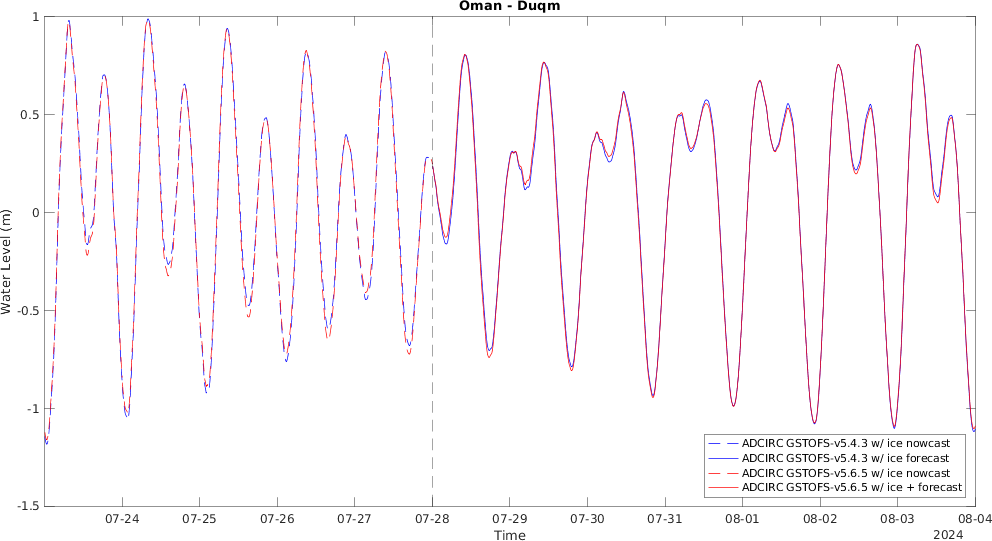 Oman - Duqm
Water Level (m)
1
0.5
0
-0.5
-1
-1.5
07-24
07-25
07-26
07-27
07-28
07-29
07-30
07-31
08-01
08-02
08-03
08-04
Time
2024
ADCIRC GSTOFS-v5.4.3 w/ ice nowcast
ADCIRC GSTOFS-v5.4.3 w/ ice forecast
ADCIRC GSTOFS-v5.6.5 w/ ice nowcast
ADCIRC GSTOFS-v5.6.5 w/ ice + forecast